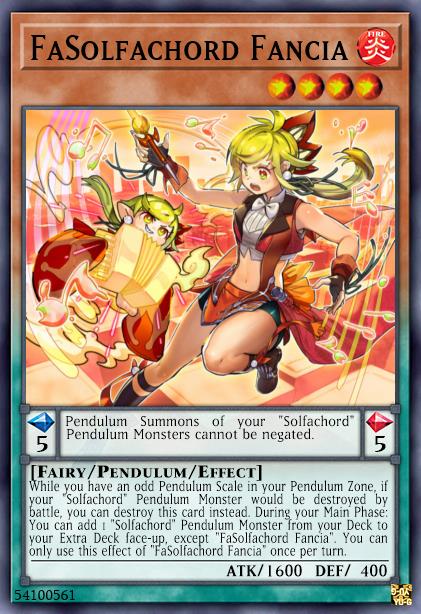 FaSolfachord Fancia
FIRE
炎
Pendulum Summons of your "Solfachord"
Pendulum Monsters cannot be negated.
5
5
[Fairy/Pendulum/Effect]
While you have an odd Pendulum Scale in your Pendulum Zone, if
your "Solfachord" Pendulum Monster would be destroyed by
battle, you can destroy this card instead. During your Main Phase:
You can add 1 "Solfachord" Pendulum Monster from your Deck to
your Extra Deck face-up, except "FaSolfachord Fancia". You can
only use this effect of "FaSolfachord Fancia" once per turn.
ATK/1600 DEF/ 400
54100561